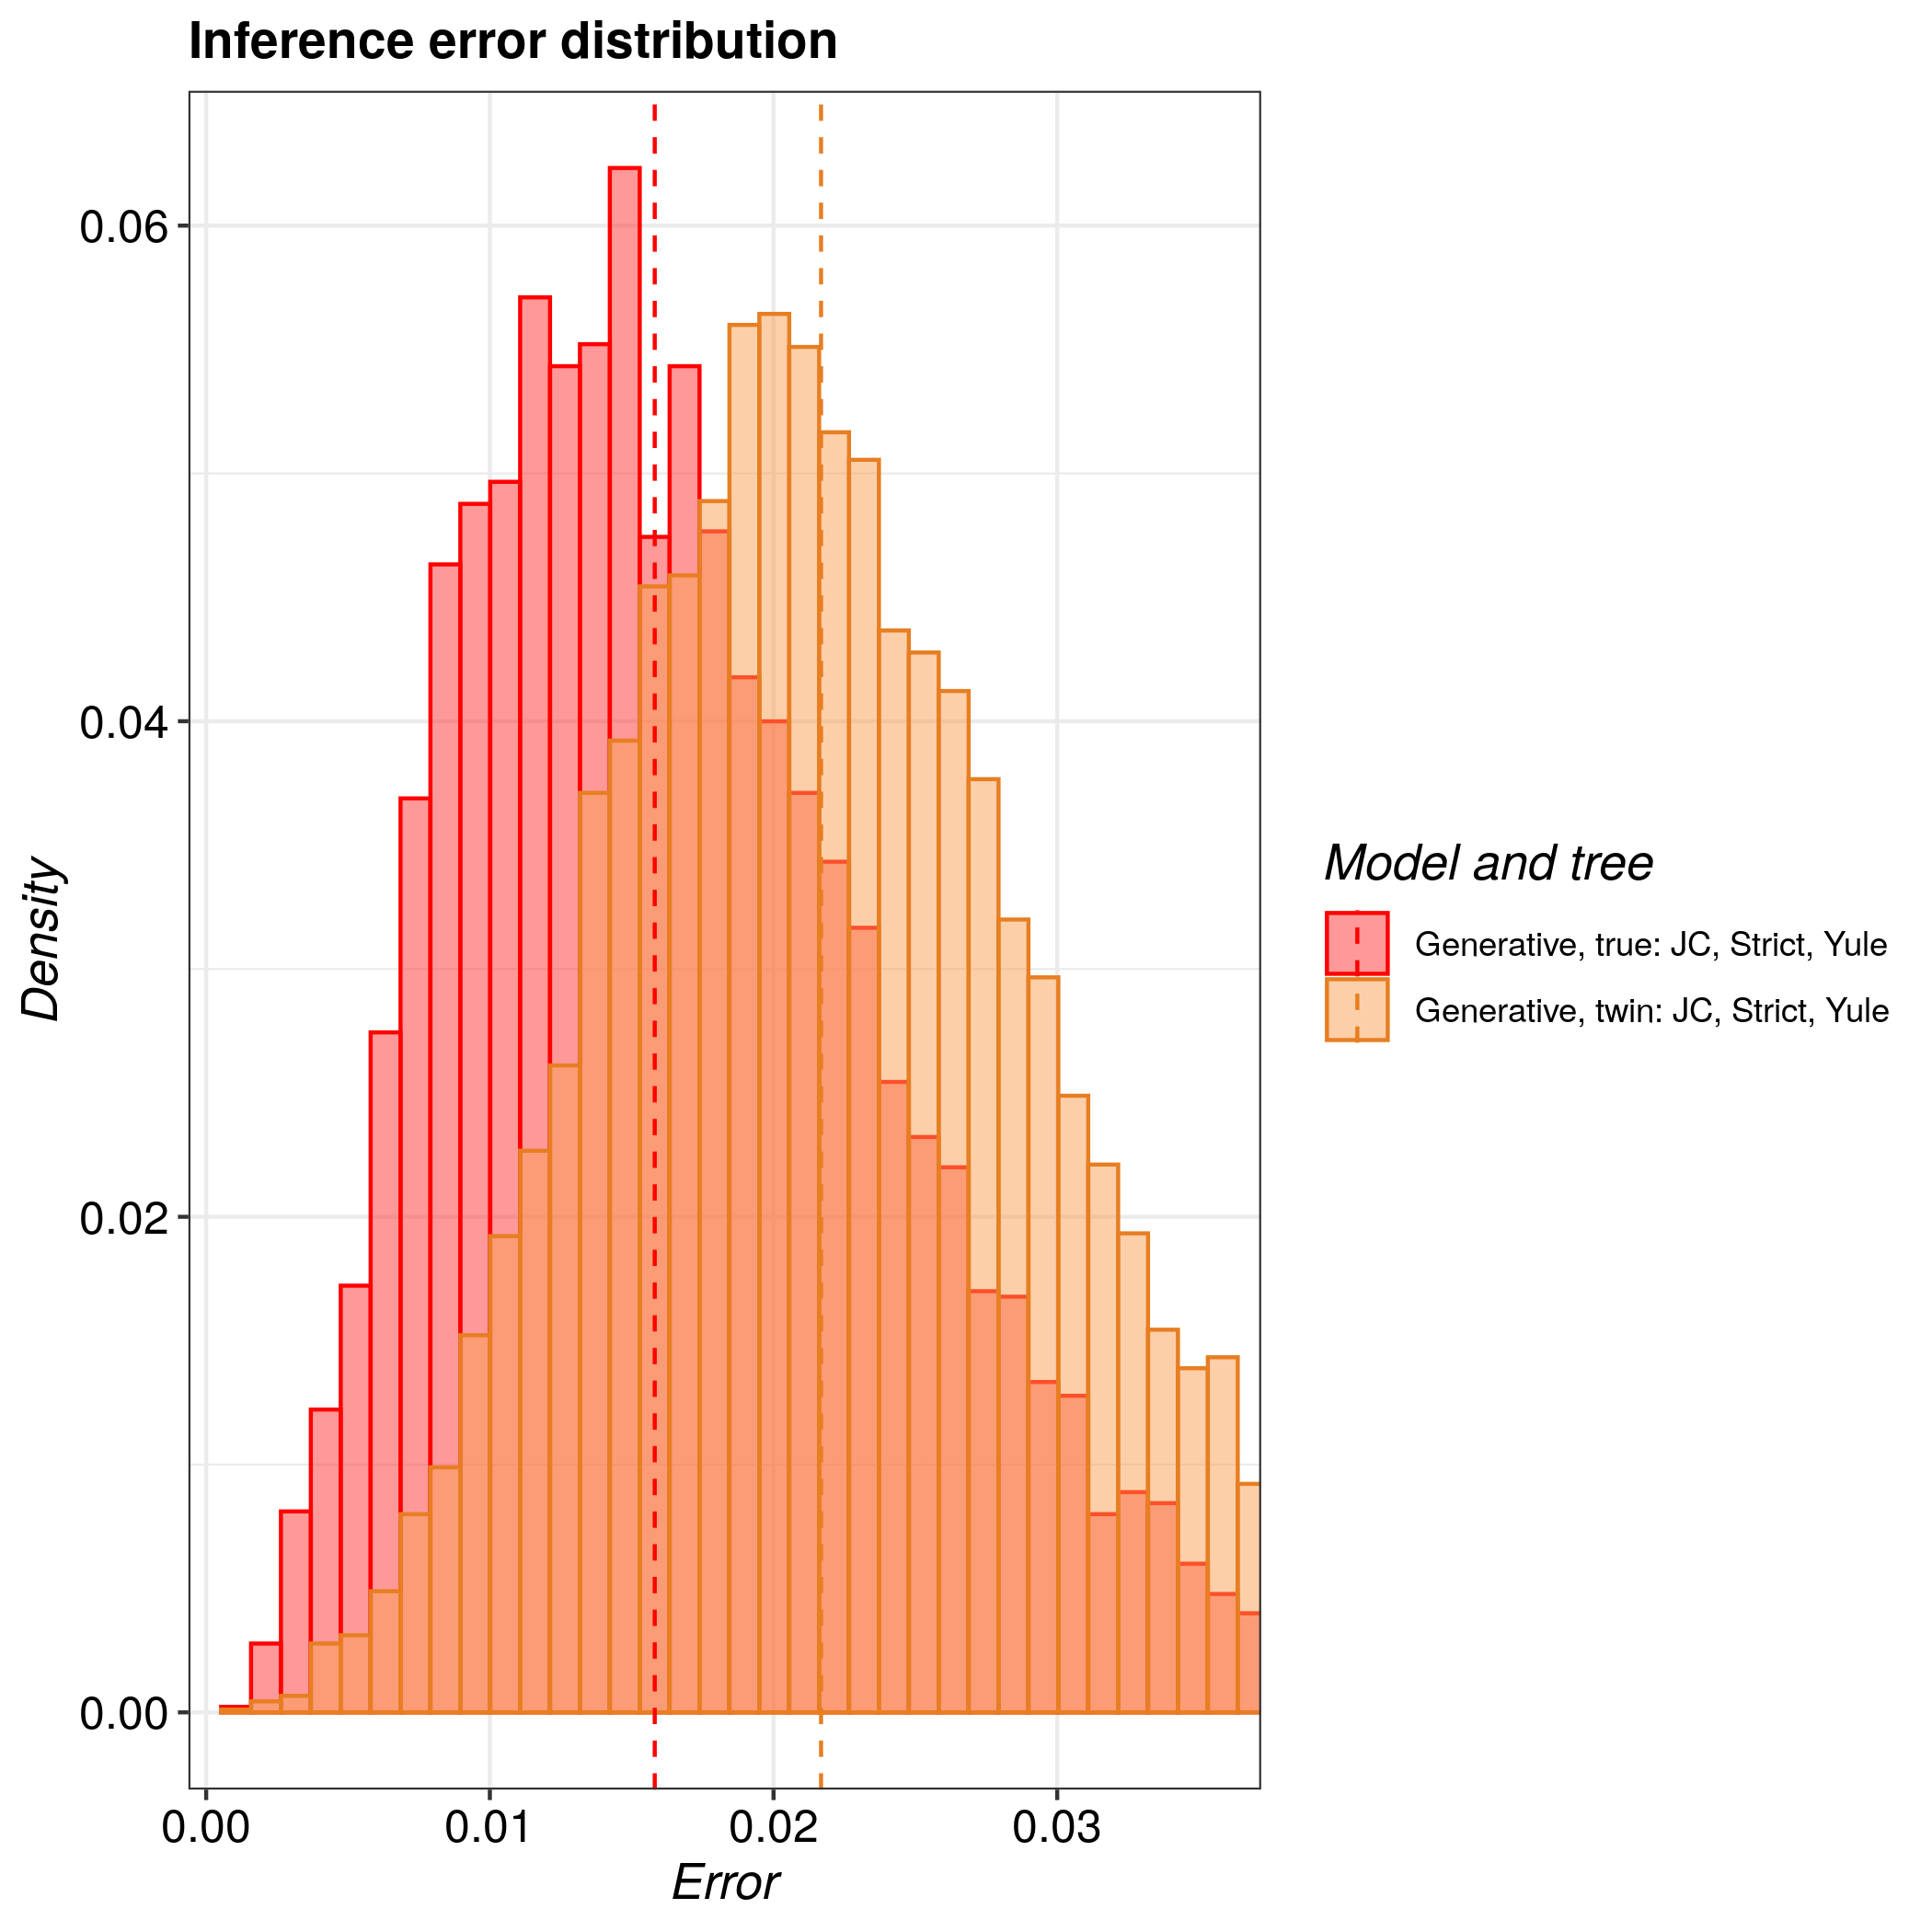 Inference error distribution
0.06
0.04
0.02
0.00
Density
0.00 0.01 0.02 0.03
Error
Model and tree
Generative, true: JC, Strict, Yule
Generative, twin: JC, Strict, Yule